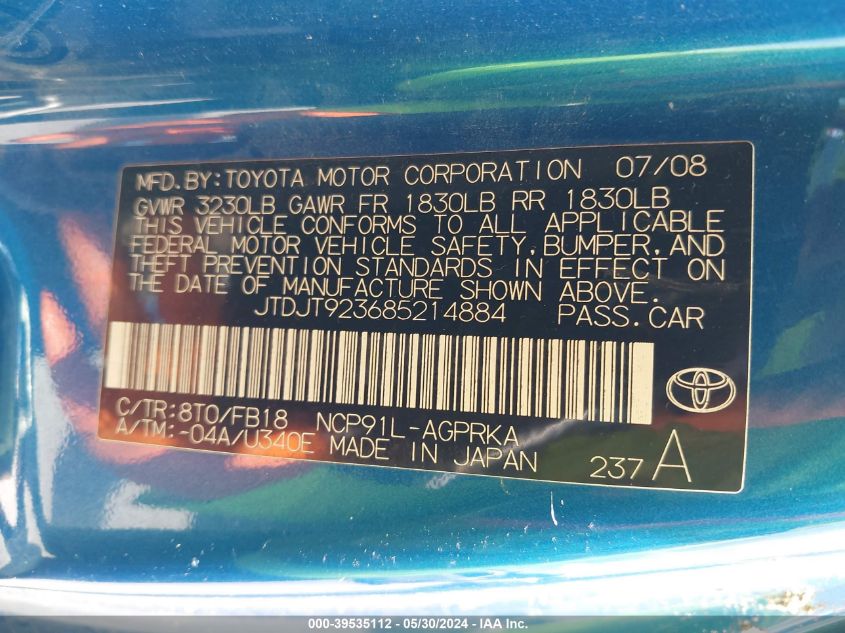 MFD.BY:TOYOTA MOTOR CORPORATION 07/08
GVWR 3230LB GAWR FR 1830LB RR 1830LB
THIS VEHICLE CONFORMS TO ALL APPLICABLE
FEDERAL MOTOR VEHICLE SAFETY,BUMPER,AND
THEFT PREVENTION STANDARDS IN EFFECT ON
THE DATE OF MANUFACTURE SHOWN ABOVE.
JTDJT923685214884 PASS.CAR
C/TR:8T0/FB18 NCP91L-AGPRKA
A/TM:-04A/U340E MADE IN JAPAN
237 A
000-39535112 - 05/30/2024 - IAA Inc.